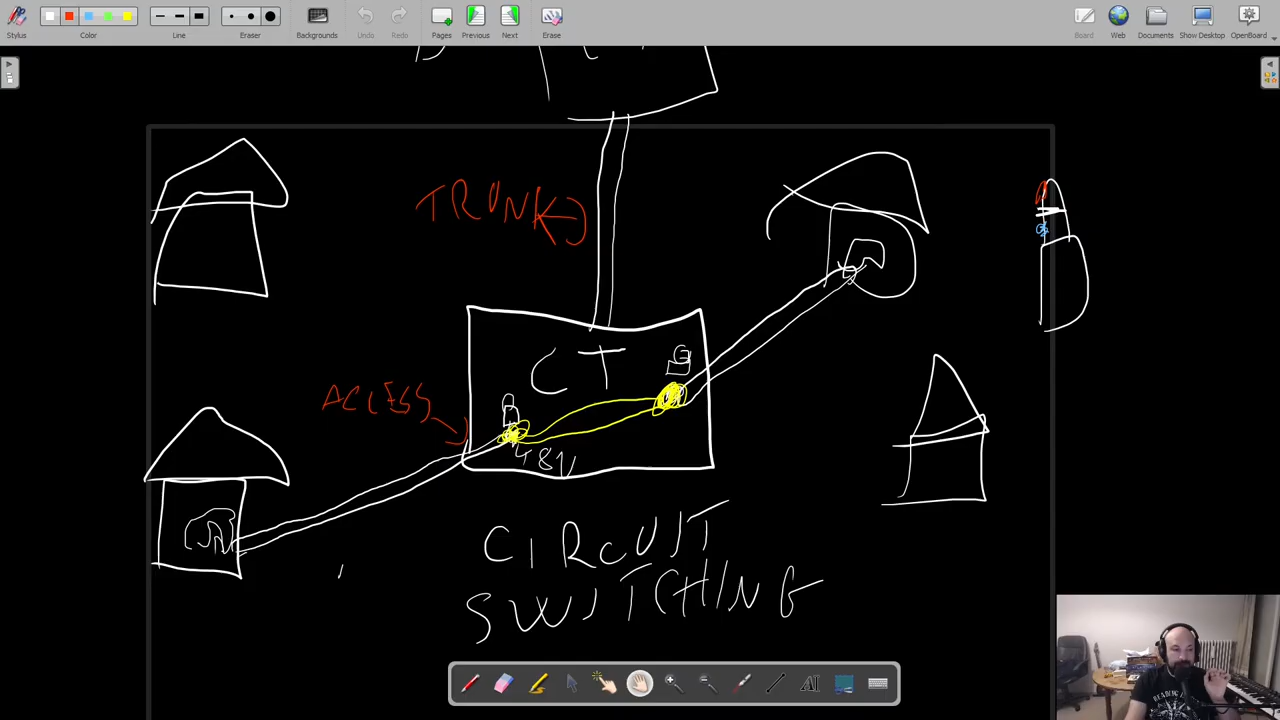 Stylus
Color
Line
Eraser
Backgrounds
Undo
Redo
Pages
Previous
Next
Erase
Board
Web
Documents
Show Desktop
OpenBoard
TRUNK
CT
B
ACCESS
A
48V
CIRCUIT
SWITCHING